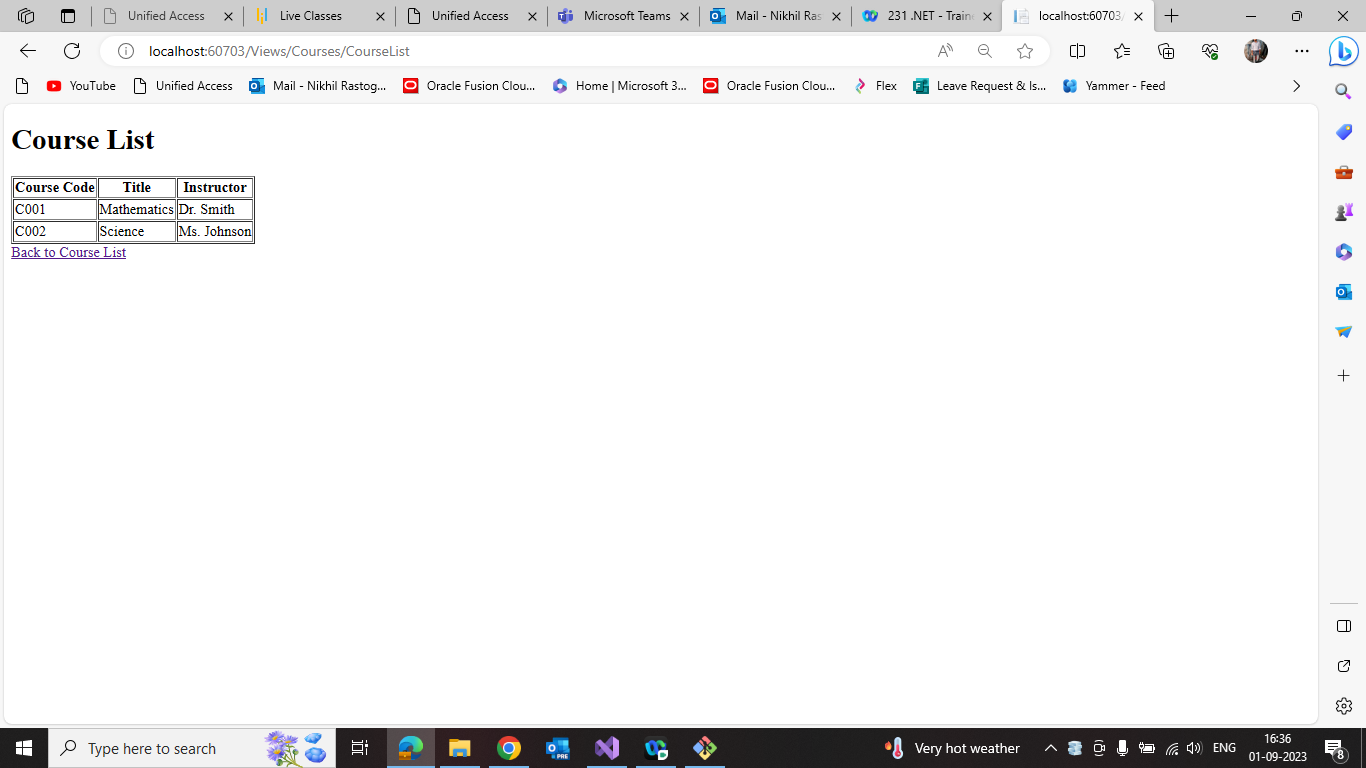 Unified Access
Live Classes
Unified Access
Microsoft Teams
Mail - Nikhil Ras
231 .NET - Traine
localhost:60703/
localhost:60703/Views/Courses/CourseList
YouTube
Unified Access
Mail - Nikhil Rastog...
Oracle Fusion Clou...
Home | Microsoft 3...
Oracle Fusion Clou...
Flex
Leave Request & Is...
Yammer - Feed
Course List
Course Code Title Instructor
C001 Mathematics Dr. Smith
C002 Science Ms. Johnson
Back to Course List
Type here to search
PRE
Very hot weather
ENG
16:36
01-09-2023
8